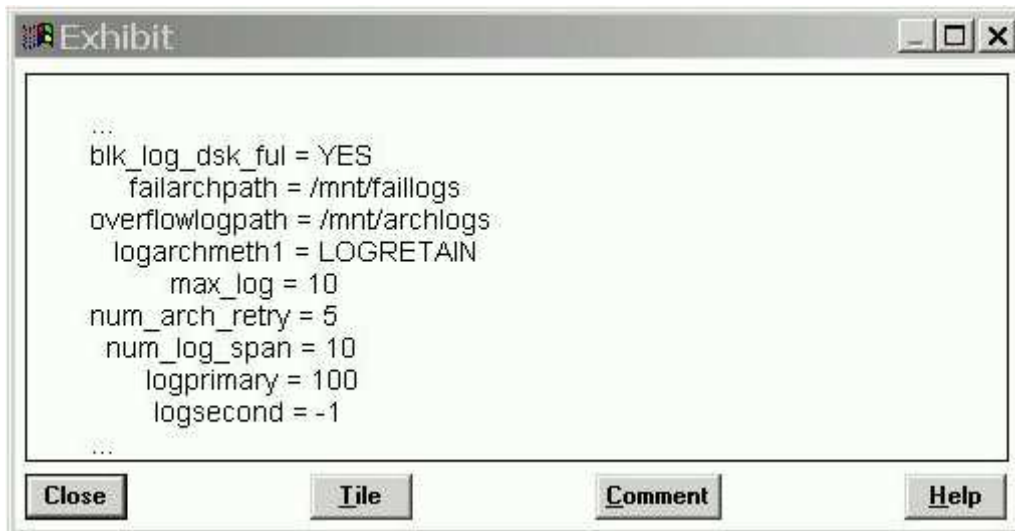 Exhibit
...
blk_log_dsk_ful = YES
failarchpath = /mnt/faillogs
overflowlogpath = /mnt/archlogs
logarchmeth1 = LOGRETAIN
max_log = 10
num_arch_retry = 5
num_log_span = 10
logprimary = 100
logsecond = -1
...
Close Tile Comment Help